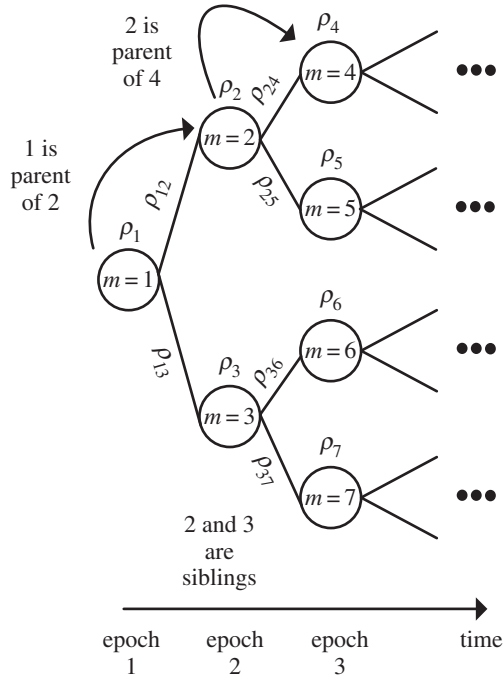 2 is
parent
of 4
1 is
parent
of 2
ρ₁
m = 1
ρ₁₂
ρ₁₃
ρ₂
m = 2
ρ₂₄
ρ₂₅
ρ₃
m = 3
ρ₃₆
ρ₃₇
ρ₄
m = 4
ρ₅
m = 5
ρ₆
m = 6
ρ₇
m = 7
2 and 3
are
siblings
epoch
1
epoch
2
epoch
3
time